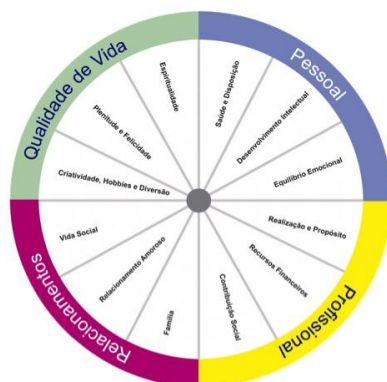 Qualidade de Vida
Pessoal
Espiritualidade
Saúde e Disposição
Plenitude e Felicidade
Desenvolvimento Intelectual
Criatividade, Hobbies e Diversão
Equilíbrio Emocional
Vida Social
Realização e Propósito
Relacionamento Amoroso
Recursos Financeiros
Família
Contribuição Social
Relacionamentos
Profissional